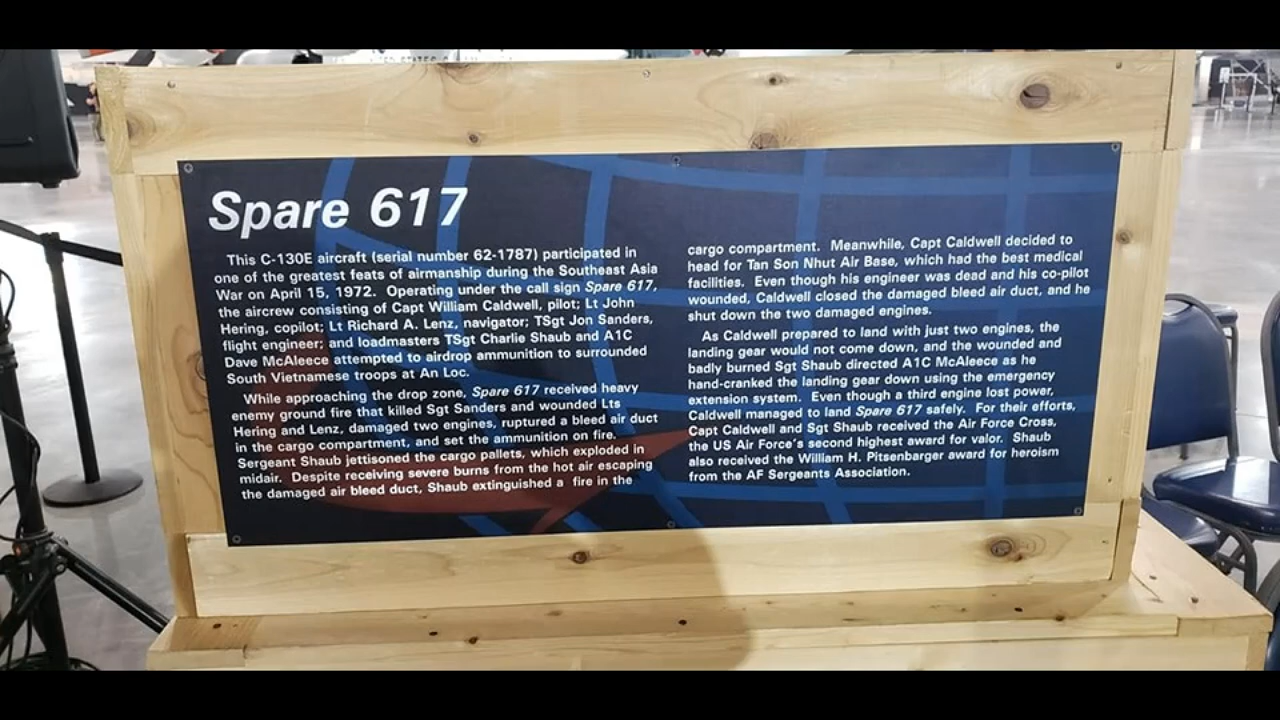 Spare 617
This C-130E aircraft (serial number 62-1787) participated in
one of the greatest feats of airmanship during the Southeast Asia
War on April 15, 1972. Operating under the call sign Spare 617,
the aircrew consisting of Capt William Caldwell, pilot; Lt John
Hering, copilot; Lt Richard A. Lenz, navigator; TSgt Jon Sanders,
flight engineer; and loadmasters TSgt Charlie Shaub and A1C
Dave McAleece attempted to airdrop ammunition to surrounded
South Vietnamese troops at An Loc.
While approaching the drop zone, Spare 617 received heavy
enemy ground fire that killed Sgt Sanders and wounded Lts
Hering and Lenz, damaged two engines, ruptured a bleed air duct
in the cargo compartment, and set the ammunition on fire.
Sergeant Shaub jettisoned the cargo pallets, which exploded in
midair. Despite receiving severe burns from the hot air escaping
the damaged air bleed duct, Shaub extinguished a fire in the
cargo compartment. Meanwhile, Capt Caldwell decided to
head for Tan Son Nhut Air Base, which had the best medical
facilities. Even though his engineer was dead and his co-pilot
wounded, Caldwell closed the damaged bleed air duct, and he
shut down the two damaged engines.
As Caldwell prepared to land with just two engines, the
landing gear would not come down, and the wounded and
badly burned Sgt Shaub directed A1C McAleece as he
hand-cranked the landing gear down using the emergency
extension system. Even though a third engine lost power,
Caldwell managed to land Spare 617 safely. For their efforts,
Capt Caldwell and Sgt Shaub received the Air Force Cross,
the US Air Force's second highest award for valor. Shaub
also received the William H. Pitsenbarger award for heroism
from the AF Sergeants Association.